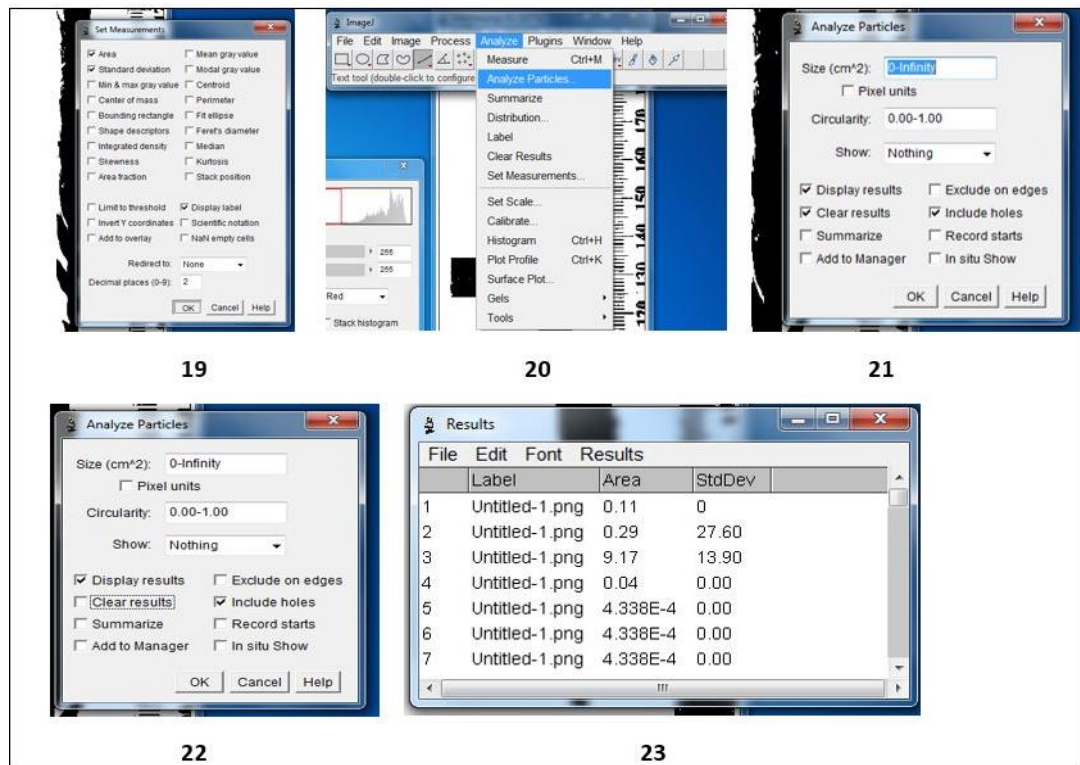 Set Measurements
Area
Mean gray value
Standard deviation
Modal gray value
Min & max gray value
Centroid
Center of mass
Perimeter
Bounding rectangle
Fit ellipse
Shape descriptors
Feret's diameter
Integrated density
Median
Skewness
Kurtosis
Area fraction
Stack position
Limit to threshold
Display label
Invert Y coordinates
Scientific notation
Add to overlay
NaN empty cells
Redirect to: None
Decimal places (0-9): 2
OK Cancel Help
19
ImageJ
File Edit Image Process Analyze Plugins Window Help
Text tool (double-click to configure
Measure Ctrl+M
Analyze Particles...
Summarize
Distribution...
Label
Clear Results
Set Measurements...
Set Scale...
Calibrate...
Histogram Ctrl+H
Plot Profile Ctrl+K
Surface Plot...
Gels
Tools
255
255
Red
Stack histogram
170
160
150
140
130
120
20
Analyze Particles
Size (cm^2): 0-Infinity
Pixel units
Circularity: 0.00-1.00
Show: Nothing
Display results Exclude on edges
Clear results Include holes
Summarize Record starts
Add to Manager In situ Show
OK Cancel Help
21
Analyze Particles
Size (cm^2): 0-Infinity
Pixel units
Circularity: 0.00-1.00
Show: Nothing
Display results Exclude on edges
Clear results Include holes
Summarize Record starts
Add to Manager In situ Show
OK Cancel Help
22
Results
File Edit Font Results
Label Area StdDev
1 Untitled-1.png 0.11 0
2 Untitled-1.png 0.29 27.60
3 Untitled-1.png 9.17 13.90
4 Untitled-1.png 0.04 0.00
5 Untitled-1.png 4.338E-4 0.00
6 Untitled-1.png 4.338E-4 0.00
7 Untitled-1.png 4.338E-4 0.00
23